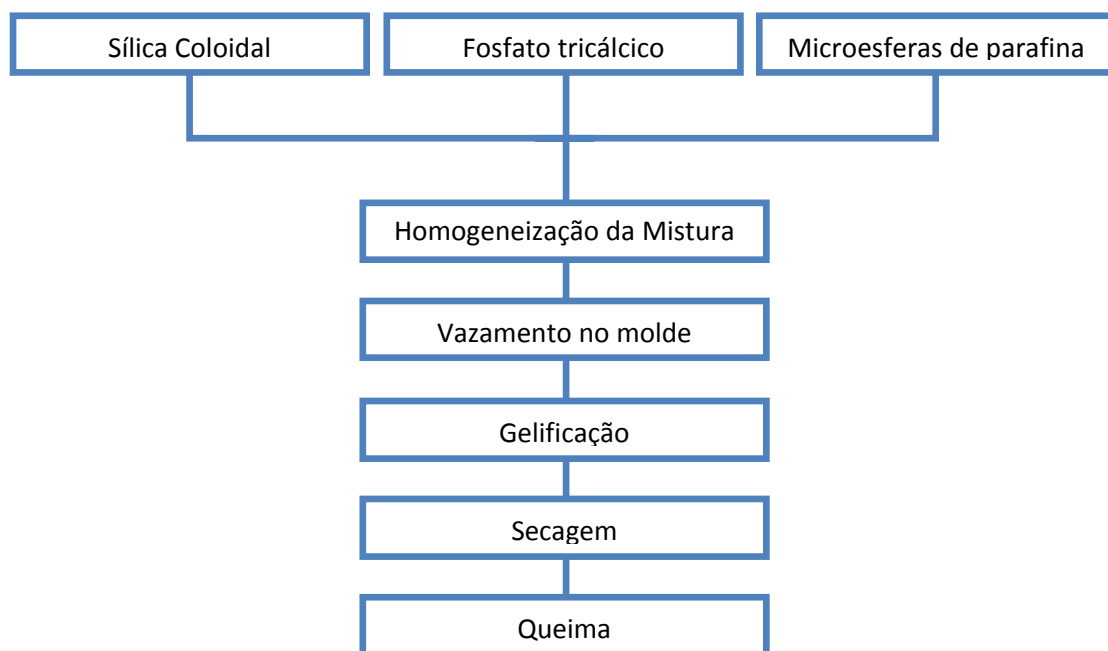 Sílica Coloidal
Fosfato tricálcico
Microesferas de parafina
Homogeneização da Mistura
Vazamento no molde
Gelificação
Secagem
Queima